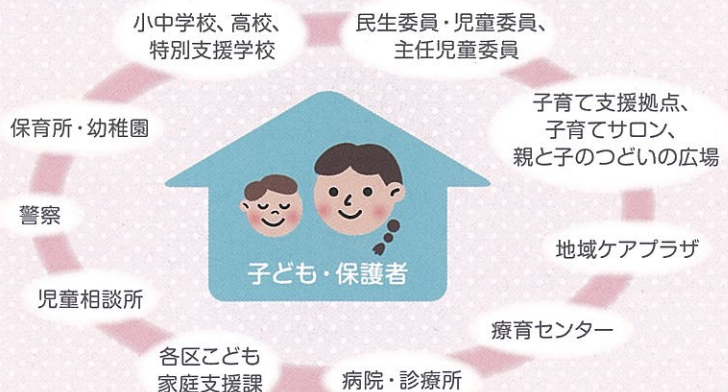 小中学校、高校、
特別支援学校
民生委員・児童委員、
主任児童委員
子育て支援拠点、
子育てサロン、
親と子のつどいの広場
地域ケアプラザ
療育センター
病院・診療所
各区こども
家庭支援課
児童相談所
警察
保育所・幼稚園
子ども・保護者